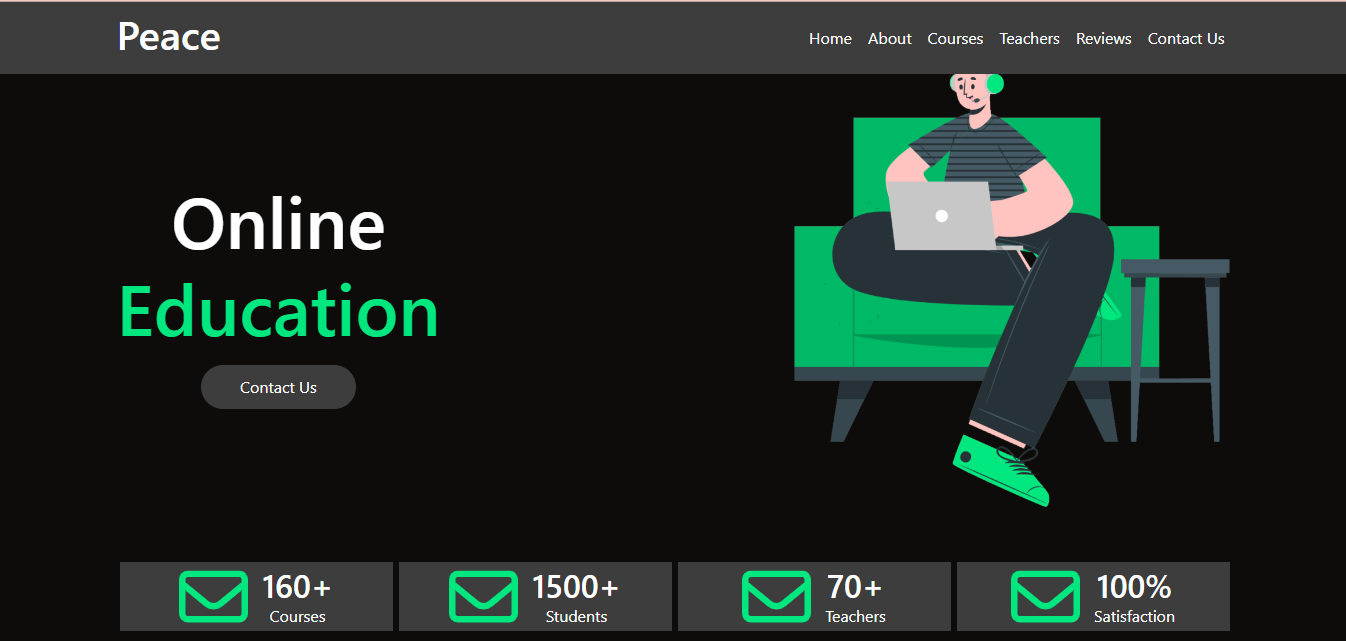 Peace
Home About Courses Teachers Reviews Contact Us
Online
Education
Contact Us
160+
Courses
1500+
Students
70+
Teachers
100%
Satisfaction